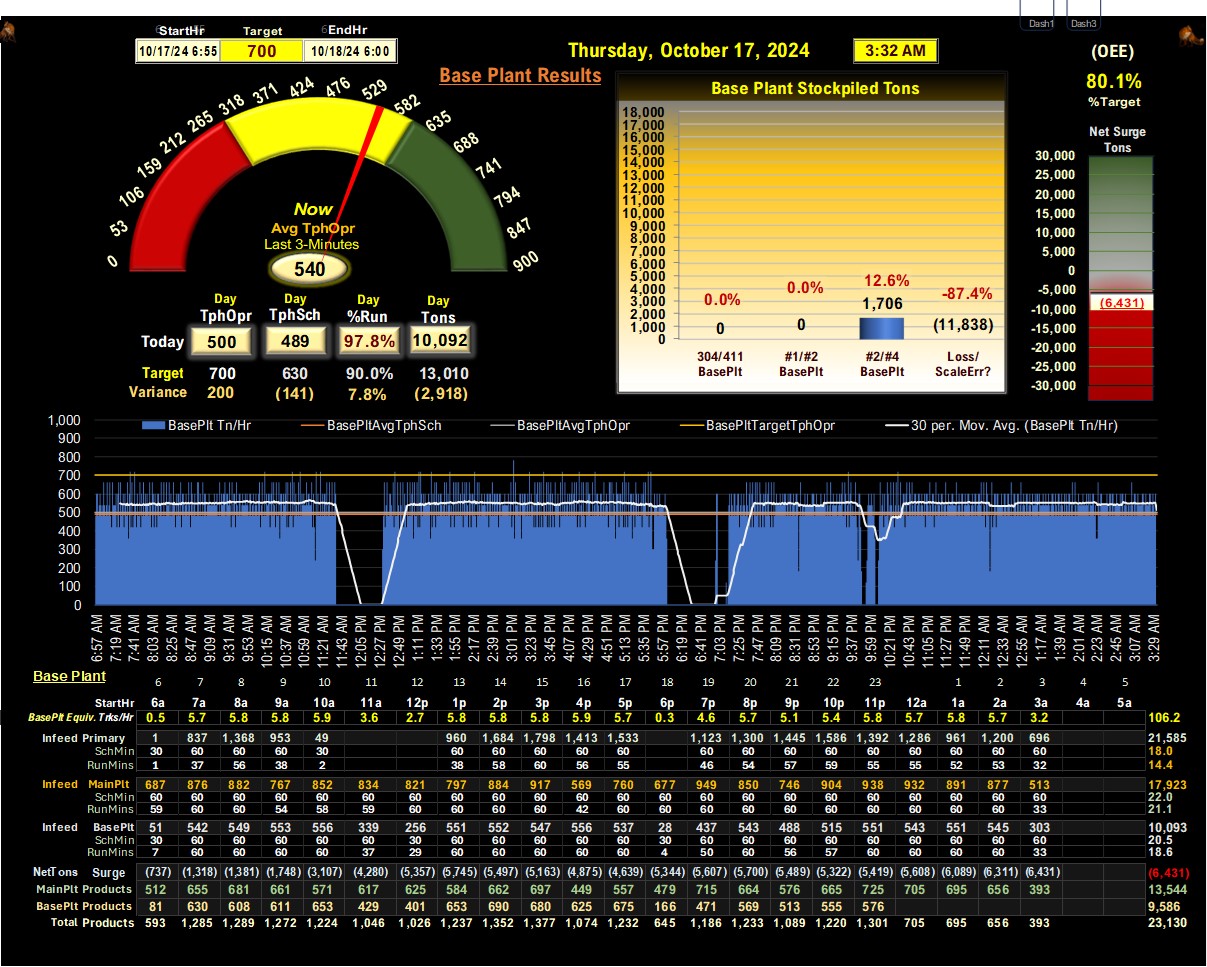 Dash1 Dash3
StartHr Target EndHr
10/17/24 6:55 700 10/18/24 6:00
Thursday, October 17, 2024 3:32 AM
(OEE)
80.1%
%Target
Base Plant Results
0 53 106 159 212 265 318 371 424 476 529 582 635 688 741 794 847 900
Now
Avg TphOpr
Last 3-Minutes
540
Day Day Day Day
TphOpr TphSch %Run Tons
Today 500 489 97.8% 10,092
Target 700 630 90.0% 13,010
Variance 200 (141) 7.8% (2,918)
Base Plant Stockpiled Tons
18,000
17,000
16,000
15,000
14,000
13,000
12,000
11,000
10,000
9,000
8,000
7,000
6,000
5,000
4,000
3,000
2,000
1,000
0
0.0% 0.0% 12.6% -87.4%
0 0 1,706 (11,838)
304/411 #1/#2 #2/#4 Loss/
BasePlt BasePlt BasePlt ScaleErr?
Net Surge
Tons
30,000
25,000
20,000
15,000
10,000
5,000
0
-5,000
-10,000
-15,000
-20,000
-25,000
-30,000
(6,431)
BasePlt Tn/Hr BasePltAvgTphSch BasePltAvgTphOpr BasePltTargetTphOpr 30 per. Mov. Avg. (BasePlt Tn/Hr)
1,000
900
800
700
600
500
400
300
200
100
0
6:57 AM 7:19 AM 7:41 AM 8:03 AM 8:25 AM 8:47 AM 9:09 AM 9:31 AM 9:53 AM 10:15 AM 10:37 AM 10:59 AM 11:21 AM 11:43 AM 12:05 PM 12:27 PM 12:49 PM 1:11 PM 1:33 PM 1:55 PM 2:17 PM 2:39 PM 3:01 PM 3:23 PM 3:45 PM 4:07 PM 4:29 PM 4:51 PM 5:13 PM 5:35 PM 5:57 PM 6:19 PM 6:41 PM 7:03 PM 7:25 PM 7:47 PM 8:09 PM 8:31 PM 8:53 PM 9:15 PM 9:37 PM 9:59 PM 10:21 PM 10:43 PM 11:05 PM 11:27 PM 11:49 PM 12:11 AM 12:33 AM 12:55 AM 1:17 AM 1:39 AM 2:01 AM 2:23 AM 2:45 AM 3:07 AM 3:29 AM
Base Plant 6 7 8 9 10 11 12 13 14 15 16 17 18 19 20 21 22 23 1 2 3 4 5
StartHr 6a 7a 8a 9a 10a 11a 12p 1p 2p 3p 4p 5p 6p 7p 8p 9p 10p 11p 12a 1a 2a 3a 4a 5a
BasePlt Equiv. Trks/Hr 0.5 5.7 5.8 5.8 5.9 3.6 2.7 5.8 5.8 5.8 5.9 5.7 0.3 4.6 5.7 5.1 5.4 5.8 5.7 5.8 5.7 3.2 106.2
Infeed Primary 1 837 1,368 953 49 960 1,684 1,798 1,413 1,533 1,123 1,300 1,445 1,586 1,392 1,286 961 1,200 696 21,585
SchMin 30 60 60 60 30 60 60 60 60 60 60 60 60 60 60 60 60 60 60 18.0
RunMins 1 37 56 38 2 38 58 60 56 55 46 54 57 59 55 55 52 53 32 14.4
Infeed MainPlt 687 876 882 767 852 834 821 797 884 917 569 760 677 949 850 746 904 938 932 891 877 513 17,923
SchMin 60 60 60 60 60 60 60 60 60 60 60 60 60 60 60 60 60 60 60 60 60 60 22.0
RunMins 59 60 60 54 58 59 60 60 60 60 42 60 60 60 60 60 60 60 60 60 60 33 21.1
Infeed BasePlt 51 542 549 553 556 339 256 551 552 547 556 537 28 437 543 488 515 551 543 551 545 303 10,093
SchMin 30 60 60 60 60 60 30 60 60 60 60 60 30 60 60 60 60 60 60 60 60 60 20.5
RunMins 7 60 60 60 60 37 29 60 60 60 60 60 4 50 60 56 57 60 60 60 60 33 18.6
NetTons Surge (737) (1,318) (1,381) (1,748) (3,107) (4,280) (5,357) (5,745) (5,497) (5,163) (4,875) (4,639) (5,344) (5,607) (5,700) (5,489) (5,322) (5,419) (5,608) (6,089) (6,311) (6,431) (6,431)
MainPlt Products 512 655 681 661 571 617 625 584 662 697 449 557 479 715 664 576 665 725 705 695 656 393 13,544
BasePlt Products 81 630 608 611 653 429 401 653 690 680 625 675 166 471 569 513 555 576 9,586
Total Products 593 1,285 1,289 1,272 1,224 1,046 1,026 1,237 1,352 1,377 1,074 1,232 645 1,186 1,233 1,089 1,220 1,301 705 695 656 393 23,130